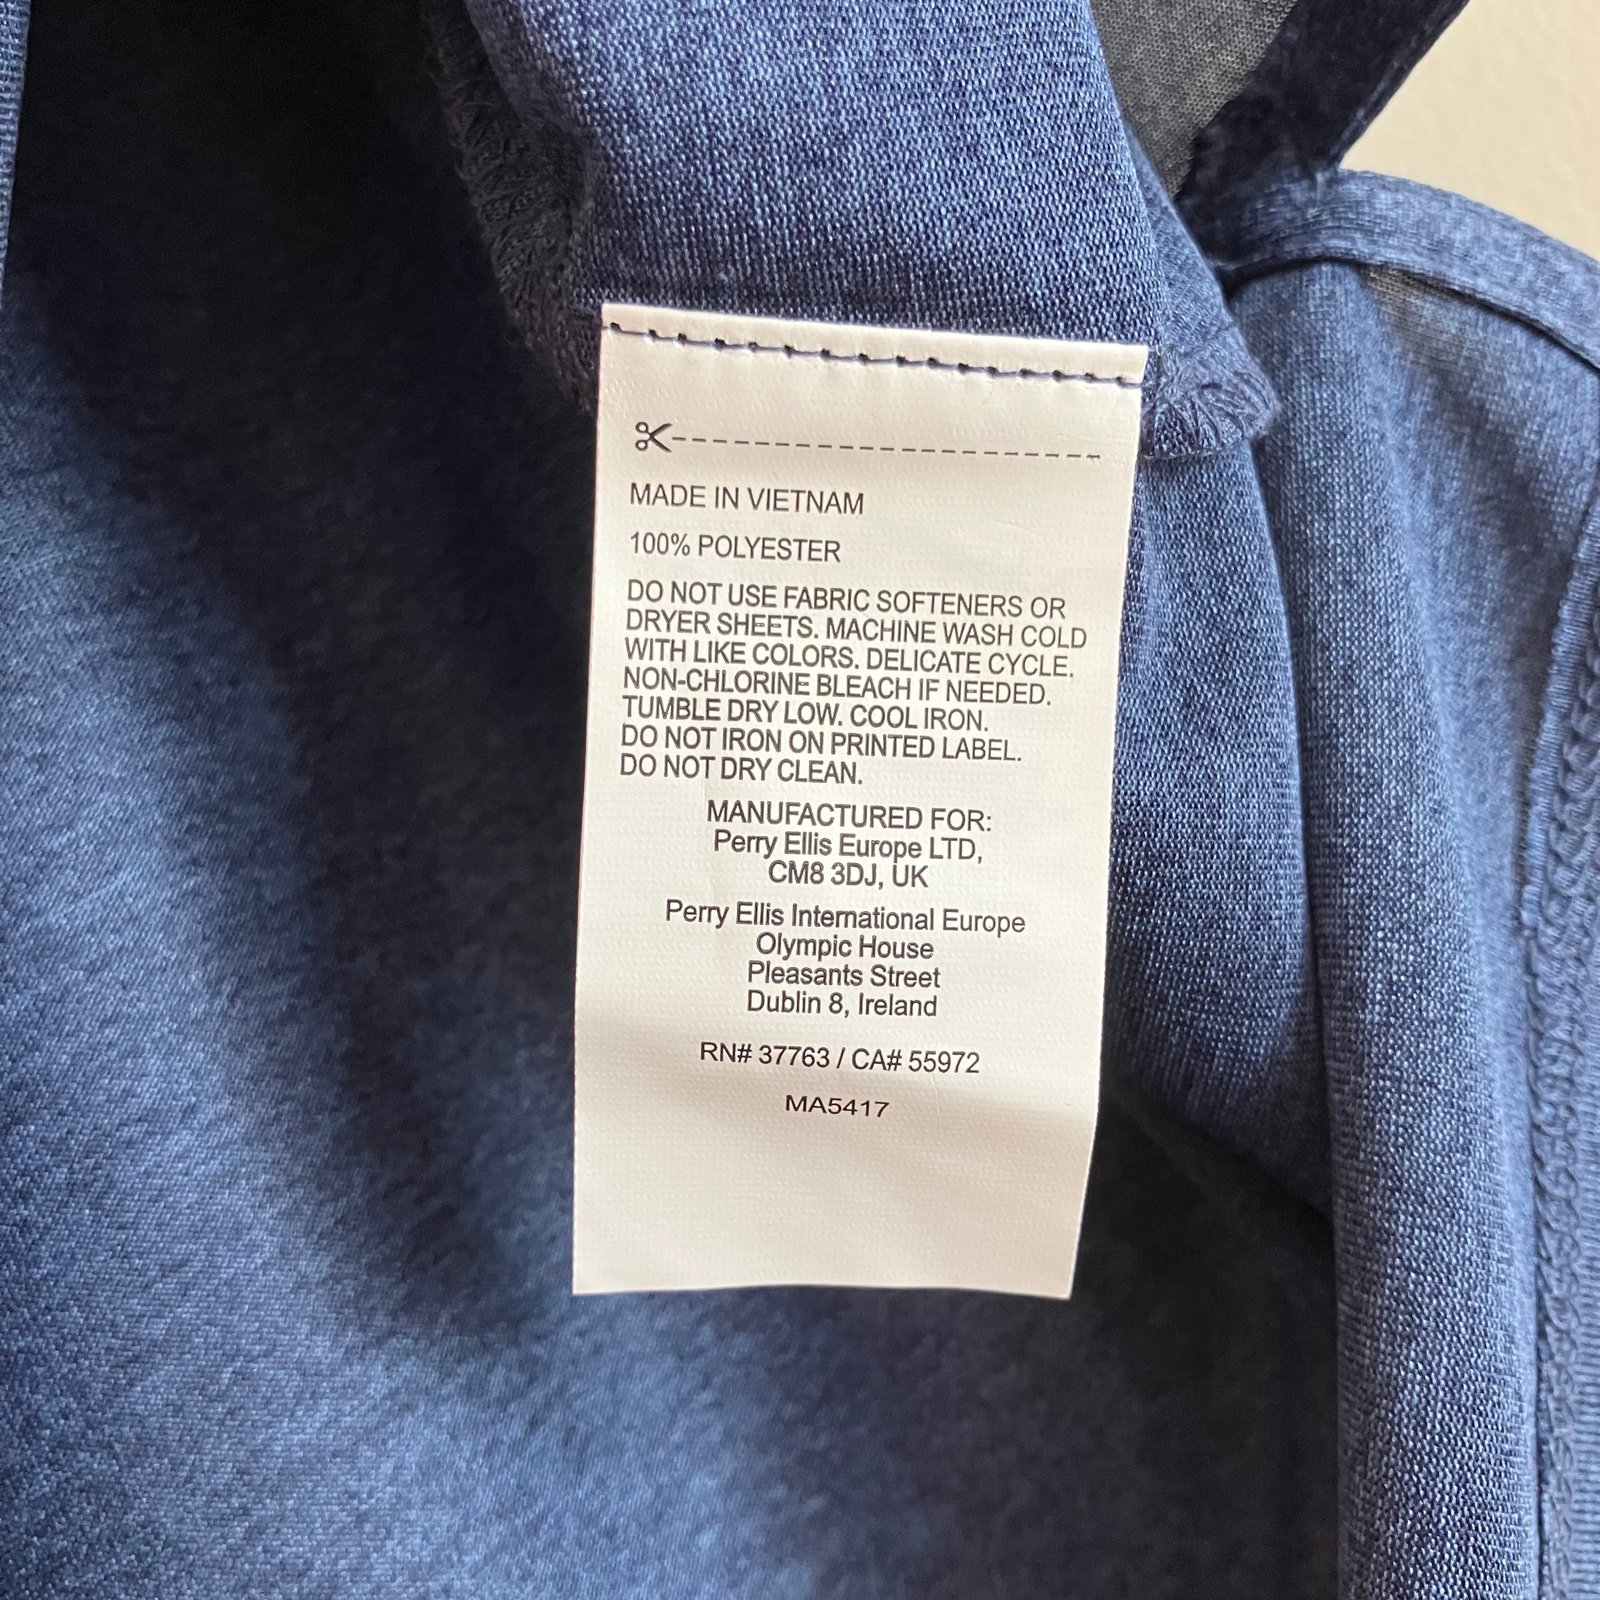 MADE IN VIETNAM
100% POLYESTER
DO NOT USE FABRIC SOFTENERS OR
DRYER SHEETS. MACHINE WASH COLD
WITH LIKE COLORS. DELICATE CYCLE.
NON-CHLORINE BLEACH IF NEEDED.
TUMBLE DRY LOW. COOL IRON.
DO NOT IRON ON PRINTED LABEL.
DO NOT DRY CLEAN.
MANUFACTURED FOR:
Perry Ellis Europe LTD,
CM8 3DJ, UK
Perry Ellis International Europe
Olympic House
Pleasants Street
Dublin 8, Ireland
RN# 37763 / CA# 55972
MA5417